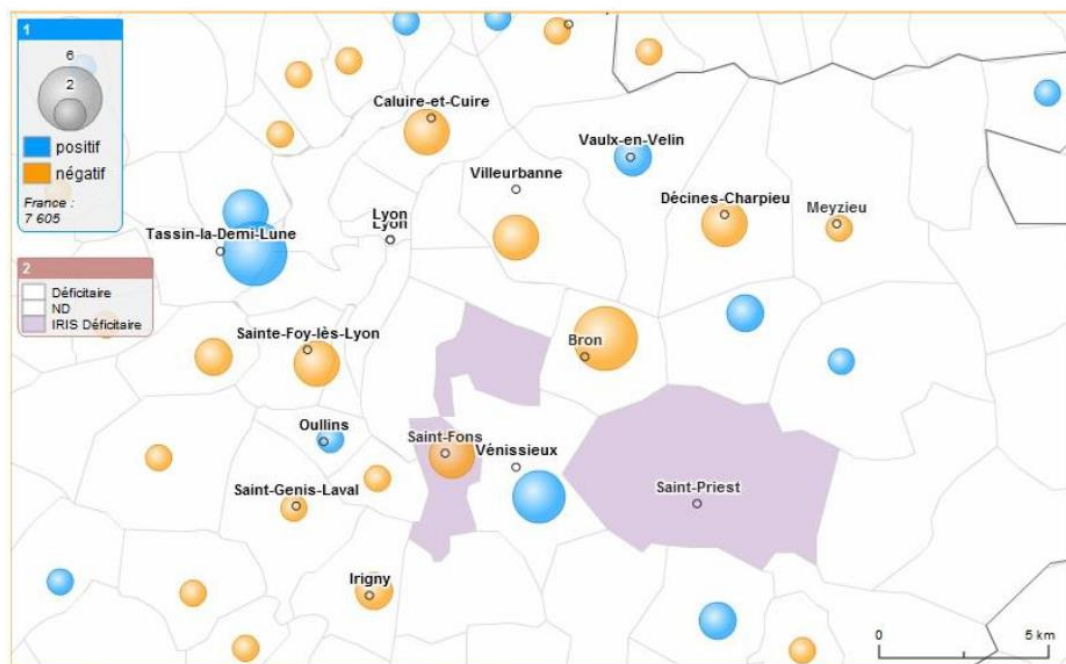 1
6
2
positif
négatif
France :
7 605
2
Déficitaire
ND
IRIS Déficitaire
Caluire-et-Cuire
Vaulx-en-Velin
Villeurbanne
Décines-Charpieu
Meyzieu
Lyon
Lyon
Tassin-la-Demi-Lune
Sainte-Foy-lès-Lyon
Bron
Oullins
Saint-Fons
Vénissieux
Saint-Genis-Laval
Saint-Priest
Irigny
0 5 km